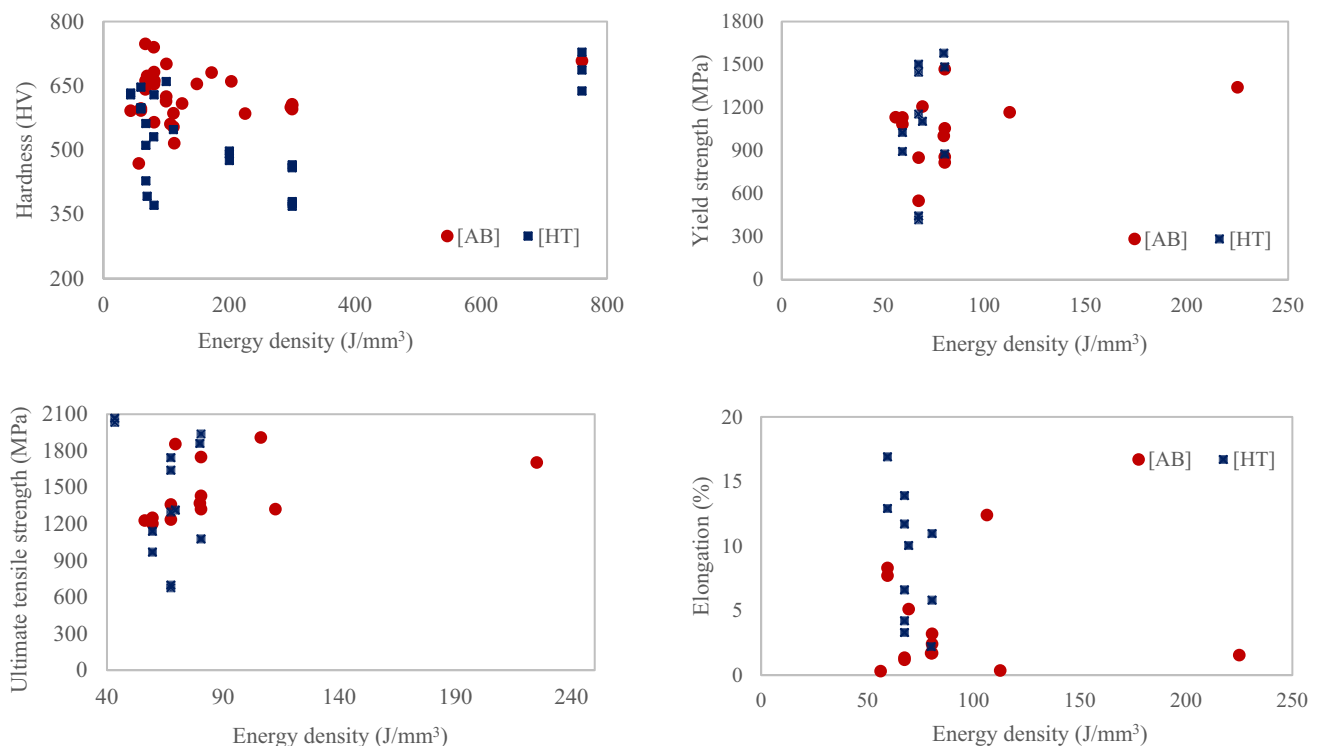 800
650
500
350
200
Hardness (HV)
[AB] [HT]
0 200 400 600 800
Energy density (J/mm³)
1800
1500
1200
900
600
300
0
Yield strength (MPa)
[AB] [HT]
0 50 100 150 200 250
Energy density (J/mm³)
2100
1800
1500
1200
900
600
300
0
Ultimate tensile strength (MPa)
40 90 140 190 240
Energy density (J/mm³)
20
15
10
5
0
Elongation (%)
[AB] [HT]
0 50 100 150 200 250
Energy density (J/mm³)